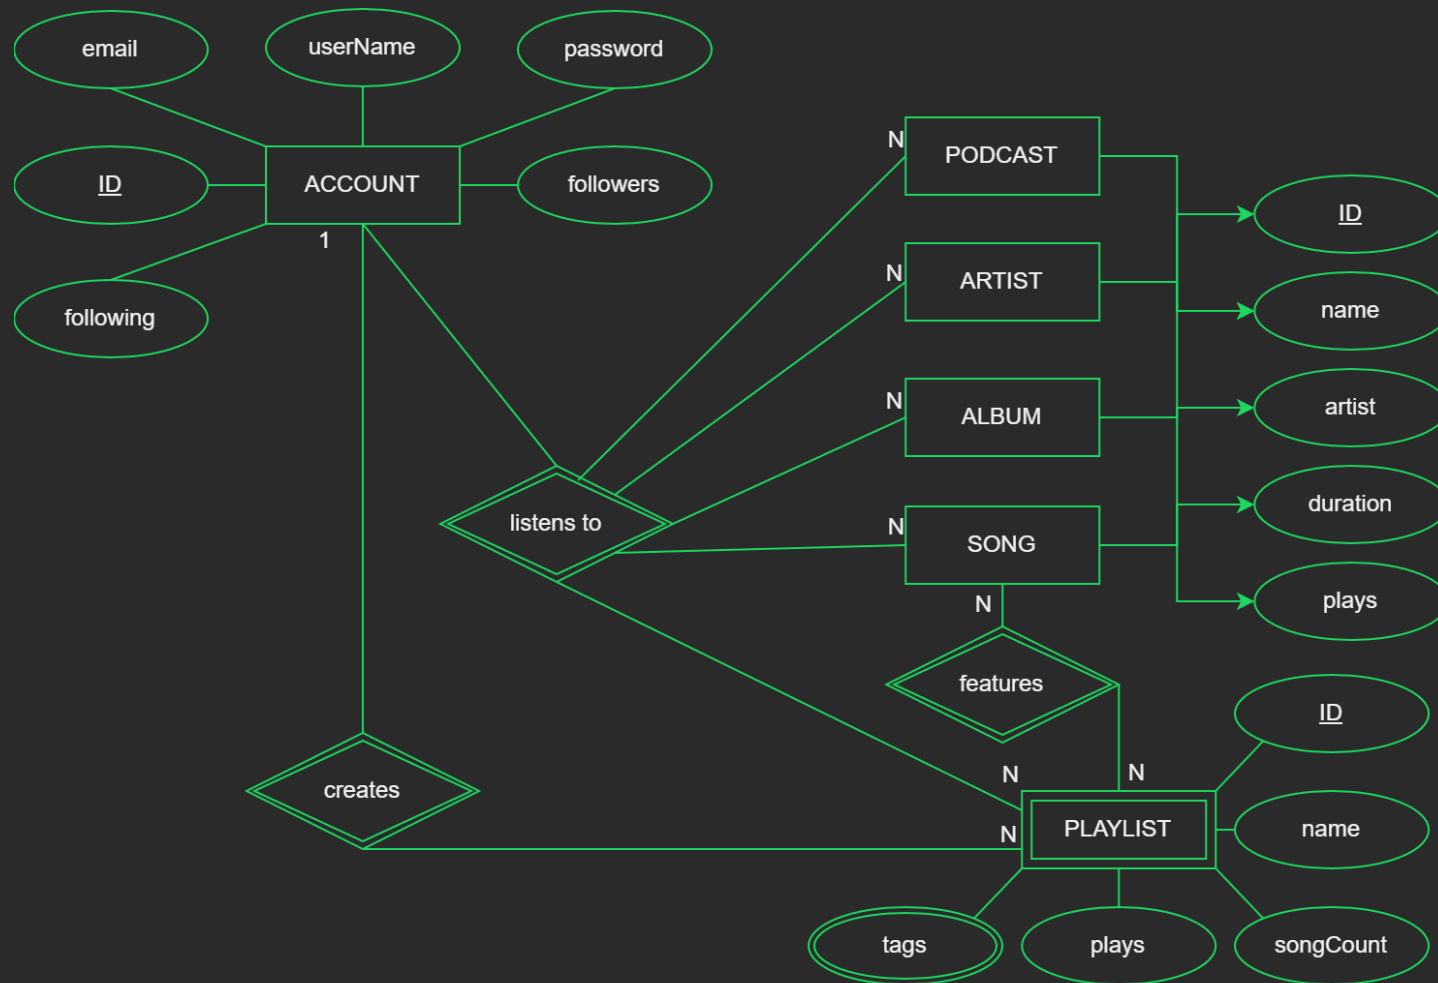 email
userName
password
ID
ACCOUNT
followers
1
following
N
PODCAST
N
ARTIST
N
ALBUM
N
SONG
ID
name
artist
duration
plays
listens to
N
features
N
creates
N
N
PLAYLIST
ID
name
tags
plays
songCount